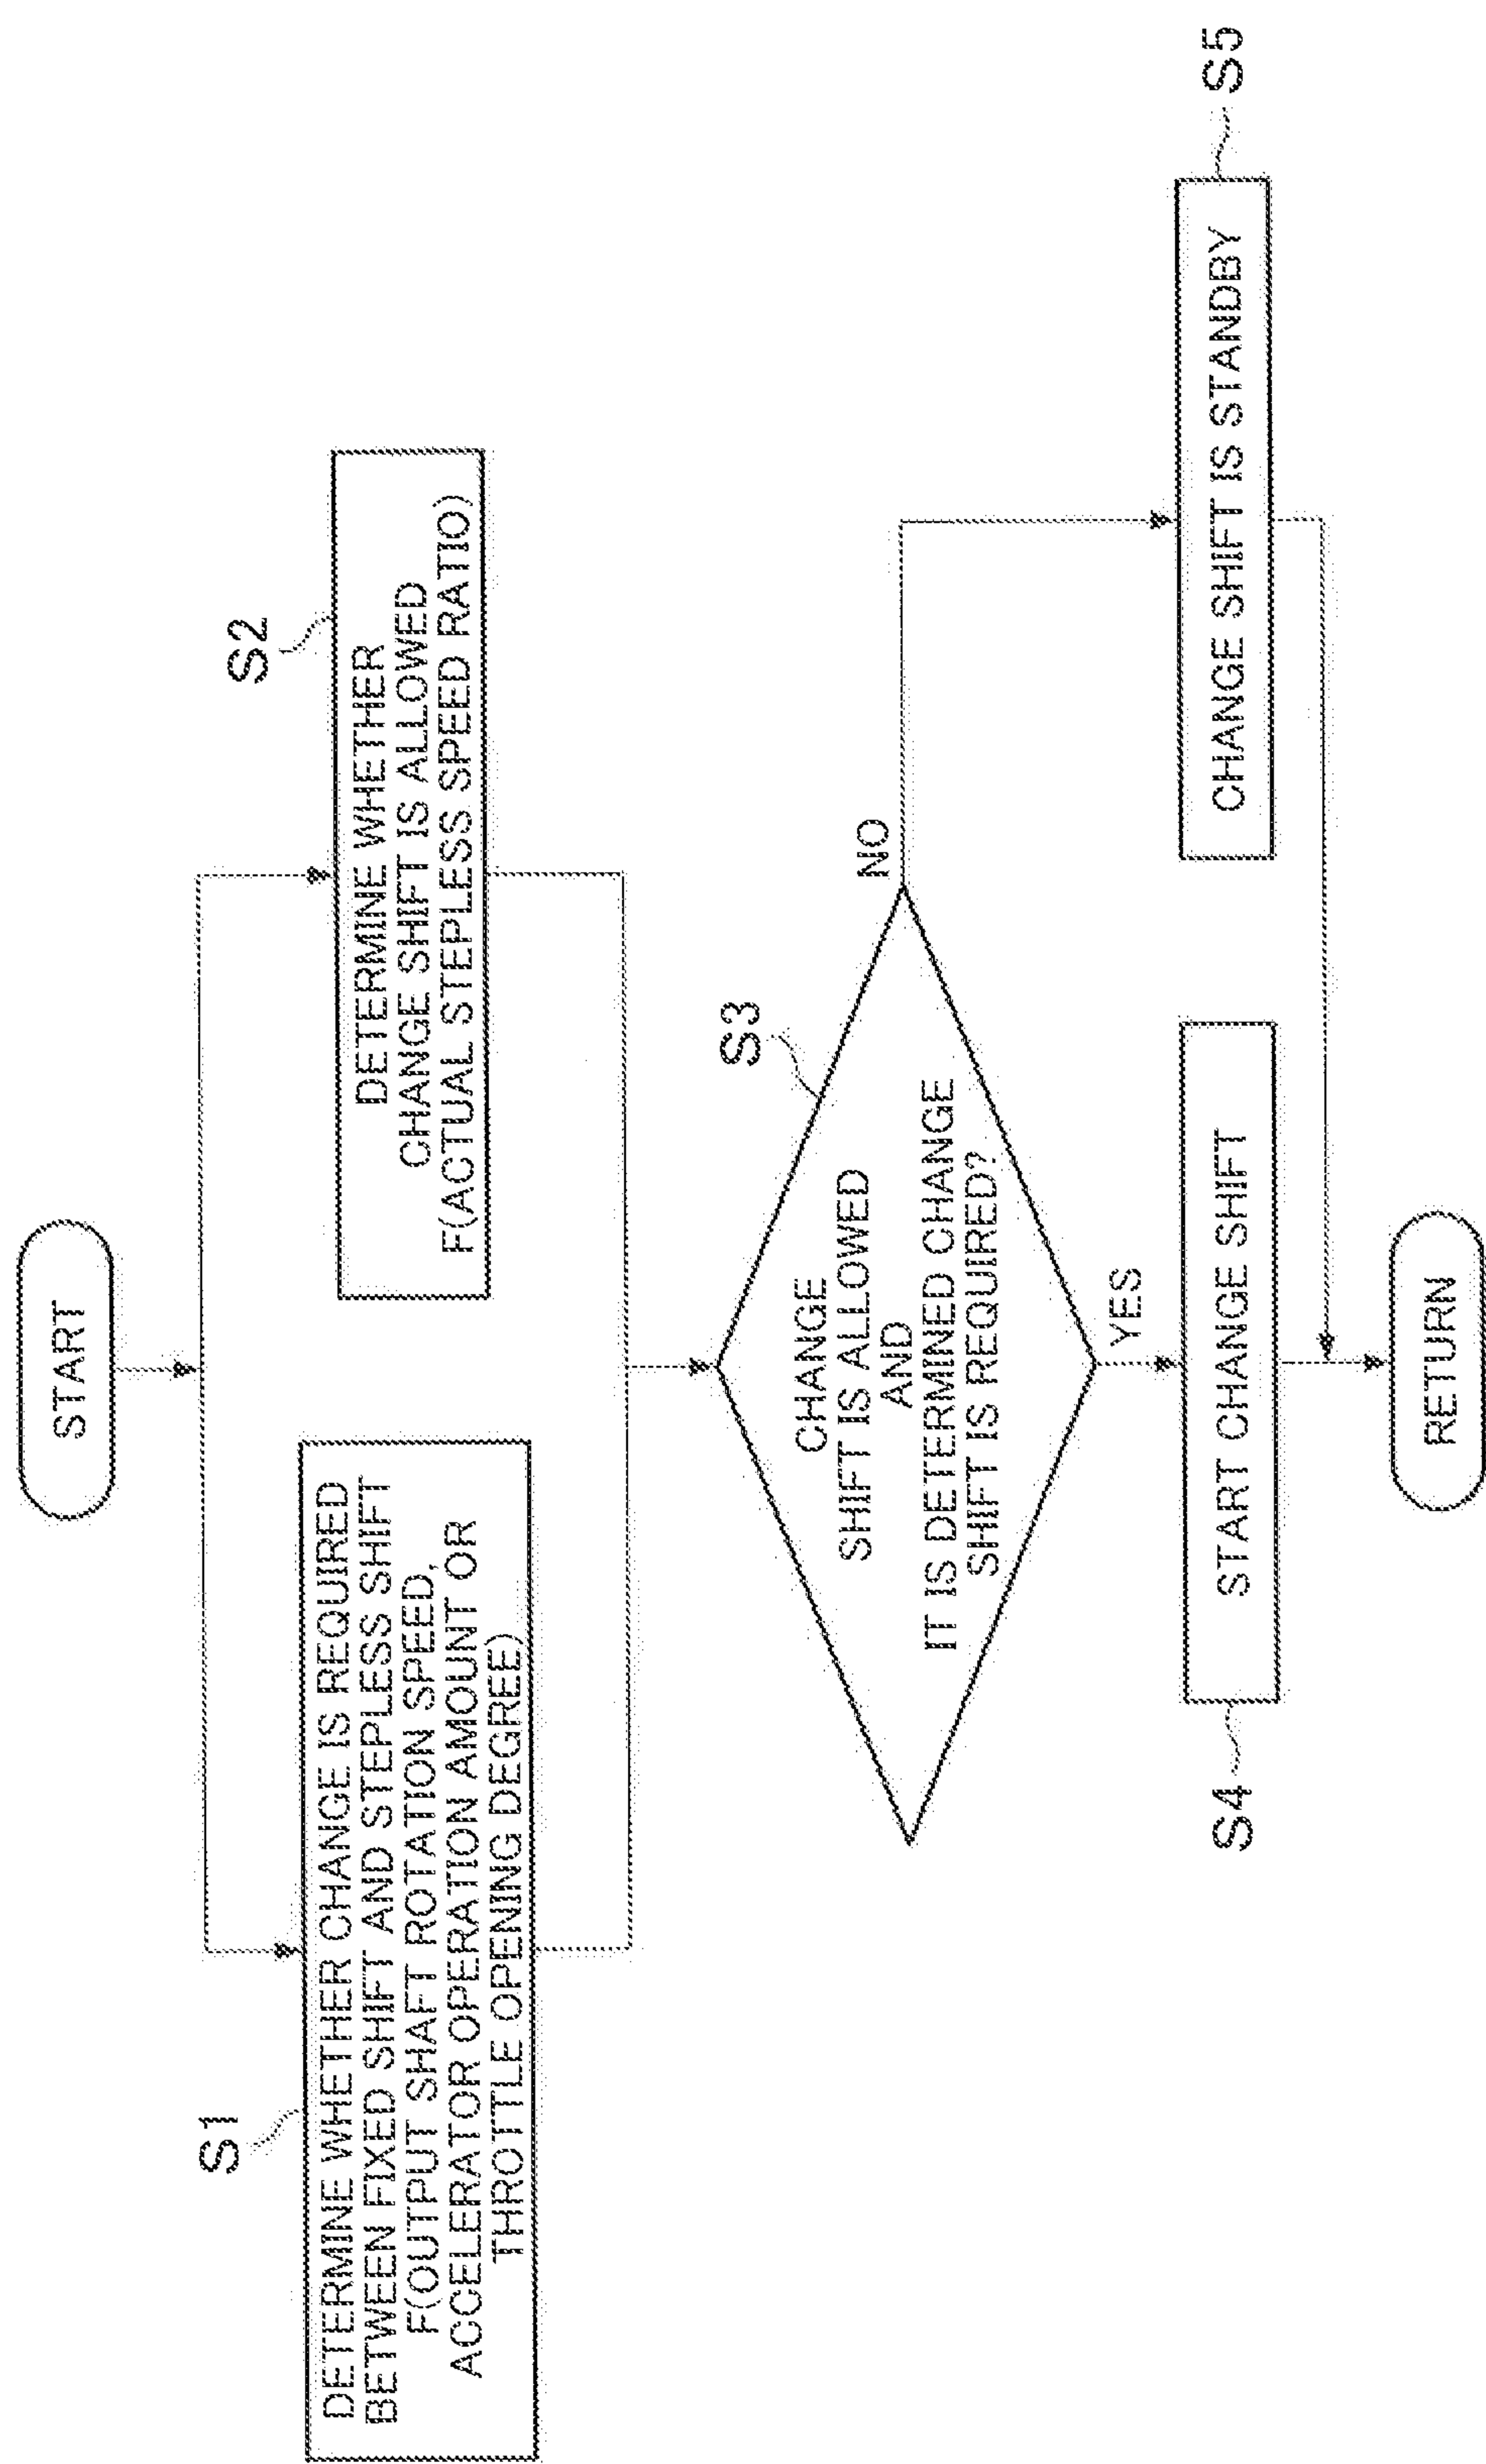 START
S1
DETERMINE WHETHER CHANGE IS REQUIRED
BETWEEN FIXED SHIFT AND STEPLESS SHIFT
F(OUTPUT SHAFT ROTATION SPEED,
ACCELERATOR OPERATION AMOUNT OR
THROTTLE OPENING DEGREE)
S2
DETERMINE WHETHER
CHANGE SHIFT IS ALLOWED
F(ACTUAL STEPLESS SPEED RATIO)
S3
CHANGE
SHIFT IS ALLOWED
AND
IT IS DETERMINED CHANGE
SHIFT IS REQUIRED?
NO
YES
S4
START CHANGE SHIFT
CHANGE SHIFT IS STANDBY
S5
RETURN